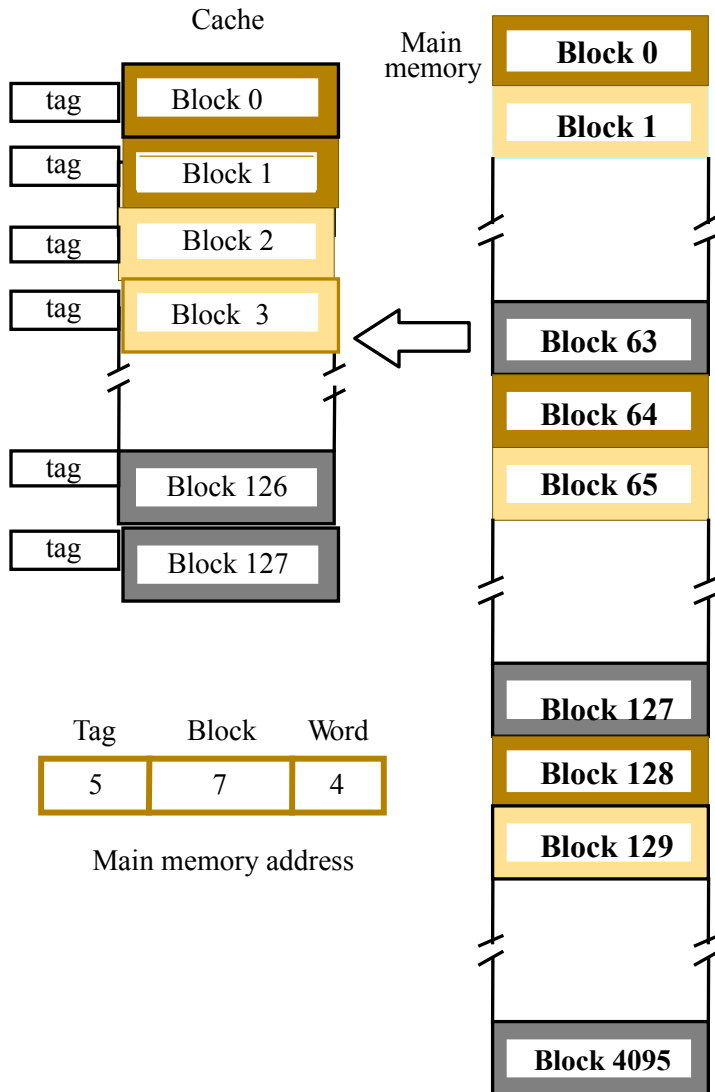 Cache
tag
Block 0
tag
Block 1
tag
Block 2
tag
Block 3
tag
Block 126
tag
Block 127
Main
memory
Block 0
Block 1
Block 63
Block 64
Block 65
Block 127
Block 128
Block 129
Block 4095
Tag Block Word
5 7 4
Main memory address